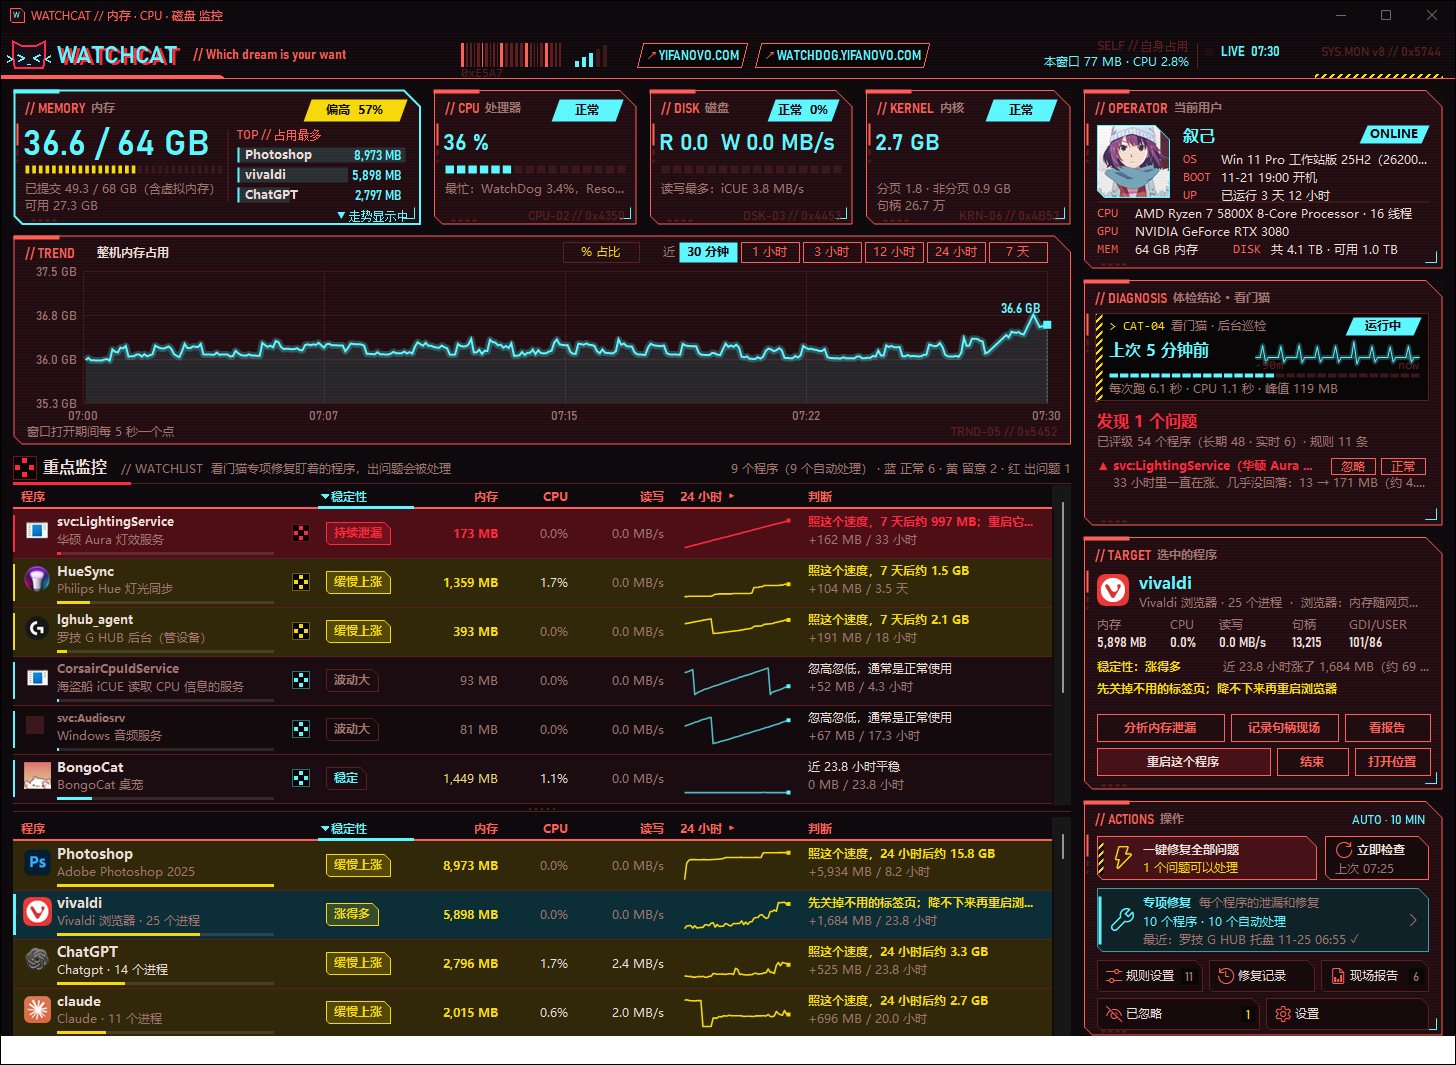 WATCHCAT // 内存 · CPU · 磁盘 监控
WATCHCAT // Which dream is your want
0xE5A7
↗YIFANOVO.COM ↗WATCHDOG.YIFANOVO.COM
SELF // 自身占用
本窗口 77 MB · CPU 2.8%
LIVE 07:30
SYS.MON v8 // 0x5744
// MEMORY 内存
偏高 57%
36.6 / 64 GB
已提交 49.3 / 68 GB（含虚拟内存）
可用 27.3 GB
TOP // 占用最多
Photoshop 8,973 MB
vivaldi 5,898 MB
ChatGPT 2,797 MB
▼走势显示中
// CPU 处理器
正常
36 %
最忙：WatchDog 3.4%，Reso...
CPU-02 // 0x4350
// DISK 磁盘
正常 0%
R 0.0 W 0.0 MB/s
读写最多：iCUE 3.8 MB/s
DSK-03 // 0x4453
// KERNEL 内核
正常
2.7 GB
分页 1.8 · 非分页 0.9 GB
句柄 26.7 万
KRN-06 // 0x4B52
// OPERATOR 当前用户
叙己
ONLINE
OS Win 11 Pro 工作站版 25H2（26200...
BOOT 11-21 19:00 开机
UP 已运行 3 天 12 小时
CPU AMD Ryzen 7 5800X 8-Core Processor · 16 线程
GPU NVIDIA GeForce RTX 3080
MEM 64 GB 内存 DISK 共 4.1 TB · 可用 1.0 TB
// TREND 整机内存占用
% 占比 近 30 分钟 1 小时 3 小时 12 小时 24 小时 7 天
37.5 GB
36.8 GB
36.0 GB
35.3 GB
36.6 GB
07:00 07:07 07:15 07:22 07:30
窗口打开期间每 5 秒一个点
TRND-05 // 0x5452
// DIAGNOSIS 体检结论 · 看门猫
> CAT-04 看门猫 · 后台巡检
运行中
上次 5 分钟前
-90m now
每次跑 6.1 秒 · CPU 1.1 秒 · 峰值 119 MB
发现 1 个问题
已评级 54 个程序（长期 48 · 实时 6）· 规则 11 条
▲ svc:LightingService（华硕 Aura ... 忽略 正常
33 小时里一直在涨、几乎没回落：13 → 171 MB（约 4....
重点监控 // WATCHLIST 看门猫专项修复盯着的程序，出问题会被处理
9 个程序（9 个自动处理）· 蓝 正常 6 · 黄 留意 2 · 红 出问题 1
程序 ▼稳定性 内存 CPU 读写 24 小时 ▸ 判断
svc:LightingService
华硕 Aura 灯效服务
持续泄漏 173 MB 0.0% 0.0 MB/s
照这个速度，7 天后约 997 MB；重启它...
+162 MB / 33 小时
HueSync
Philips Hue 灯光同步
缓慢上涨 1,359 MB 1.7% 0.0 MB/s
照这个速度，7 天后约 1.5 GB
+104 MB / 3.5 天
lghub_agent
罗技 G HUB 后台（管设备）
缓慢上涨 393 MB 0.0% 0.0 MB/s
照这个速度，7 天后约 2.1 GB
+191 MB / 18 小时
CorsairCpuIdService
海盗船 iCUE 读取 CPU 信息的服务
波动大 93 MB 0.0% 0.0 MB/s
忽高忽低，通常是正常使用
+52 MB / 4.3 小时
svc:Audiosrv
Windows 音频服务
波动大 81 MB 0.0% 0.0 MB/s
忽高忽低，通常是正常使用
+67 MB / 17.3 小时
BongoCat
BongoCat 桌宠
稳定 1,449 MB 1.1% 0.0 MB/s
近 23.8 小时平稳
0 MB / 23.8 小时
程序 ▼稳定性 内存 CPU 读写 24 小时 ▸ 判断
Ps
Photoshop
Adobe Photoshop 2025
缓慢上涨 8,973 MB 0.0% 0.0 MB/s
照这个速度，24 小时后约 15.8 GB
+5,934 MB / 8.2 小时
vivaldi
Vivaldi 浏览器 · 25 个进程
涨得多 5,898 MB 0.0% 0.0 MB/s
先关掉不用的标签页；降不下来再重启浏...
+1,684 MB / 23.8 小时
ChatGPT
Chatgpt · 14 个进程
缓慢上涨 2,796 MB 1.7% 2.4 MB/s
照这个速度，24 小时后约 3.3 GB
+525 MB / 23.8 小时
claude
Claude · 11 个进程
缓慢上涨 2,015 MB 0.6% 2.0 MB/s
照这个速度，24 小时后约 2.7 GB
+696 MB / 20.0 小时
// TARGET 选中的程序
vivaldi
Vivaldi 浏览器 · 25 个进程 · 浏览器：内存随网页...
内存 CPU 读写 句柄 GDI/USER
5,898 MB 0.0% 0.0 MB/s 13,215 101/86
稳定性：涨得多 近 23.8 小时涨了 1,684 MB（约 69 ...
先关掉不用的标签页；降不下来再重启浏览器
分析内存泄漏 记录句柄现场 看报告
重启这个程序 结束 打开位置
// ACTIONS 操作
AUTO · 10 MIN
一键修复全部问题
1 个问题可以处理
立即检查
上次 07:25
专项修复 每个程序的泄漏和修复
10 个程序 · 10 个自动处理
最近：罗技 G HUB 托盘 11-25 06:55 ✓
规则设置 11 修复记录 现场报告 6
已忽略 1 设置